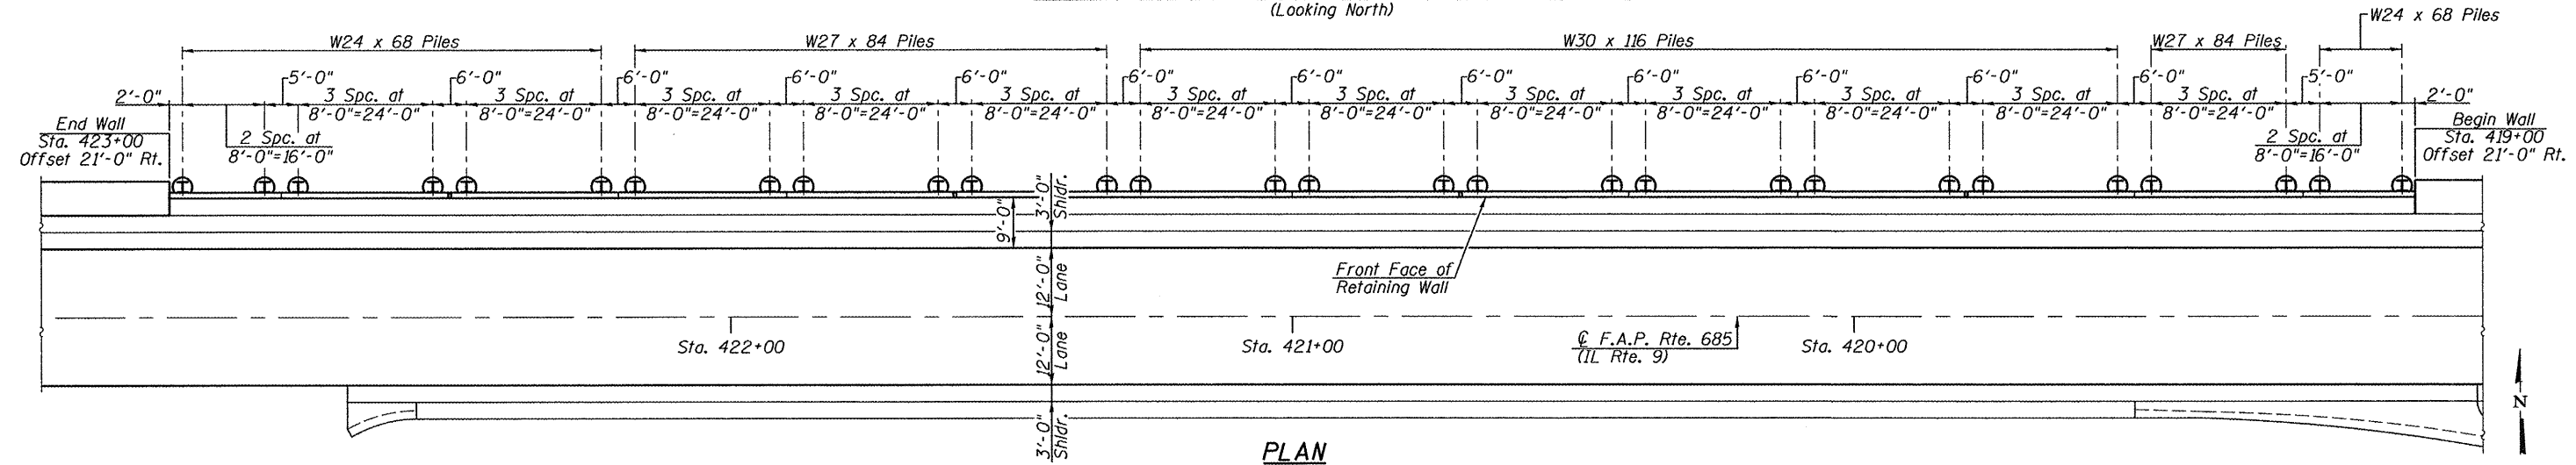 (Looking North)
W24 x 68 Piles
W27 x 84 Piles
W30 x 116 Piles
W27 x 84 Piles
W24 x 68 Piles
2'-0"
5'-0"
3 Spc. at
8'-0"=24'-0"
6'-0"
3 Spc. at
8'-0"=24'-0"
6'-0"
3 Spc. at
8'-0"=24'-0"
6'-0"
3 Spc. at
8'-0"=24'-0"
6'-0"
3 Spc. at
8'-0"=24'-0"
6'-0"
3 Spc. at
8'-0"=24'-0"
6'-0"
3 Spc. at
8'-0"=24'-0"
6'-0"
3 Spc. at
8'-0"=24'-0"
6'-0"
3 Spc. at
8'-0"=24'-0"
6'-0"
3 Spc. at
8'-0"=24'-0"
6'-0"
3 Spc. at
8'-0"=24'-0"
6'-0"
3 Spc. at
8'-0"=24'-0"
5'-0"
2'-0"
End Wall
Sta. 423+00
Offset 21'-0" Rt.
2 Spc. at
8'-0"=16'-0"
2 Spc. at
8'-0"=16'-0"
Begin Wall
Sta. 419+00
Offset 21'-0" Rt.
9'-0"
3'-0"
Shldr.
12'-0"
Lane
12'-0"
Lane
3'-0"
Shldr.
Front Face of
Retaining Wall
Sta. 422+00
Sta. 421+00
℄ F.A.P. Rte. 685
(IL Rte. 9)
Sta. 420+00
N
PLAN